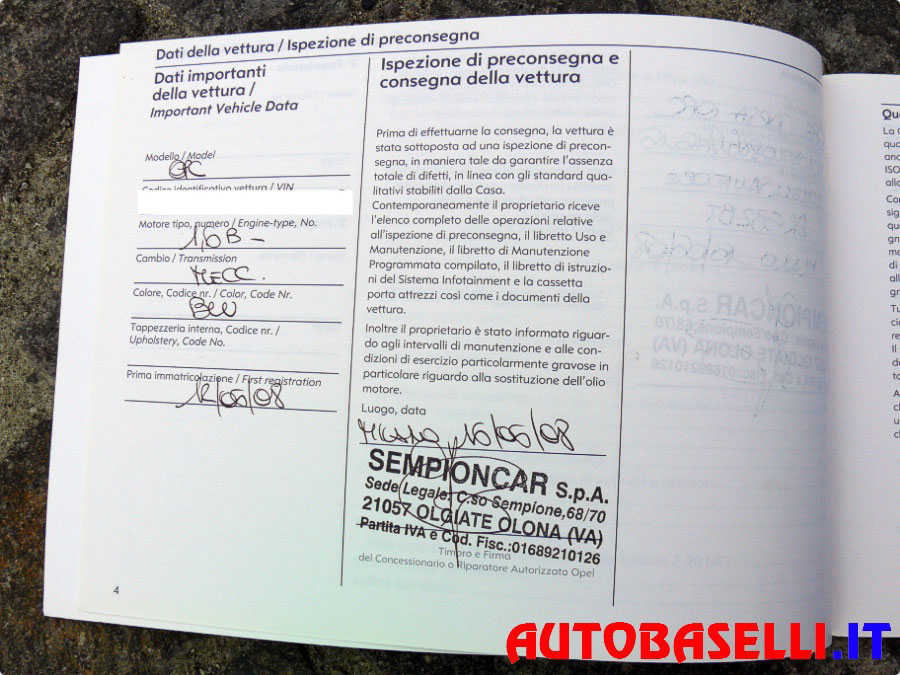 Dati della vettura / Ispezione di preconsegna
Dati importanti
della vettura /
Important Vehicle Data
Modello / Model
OPC
Codice identificativo vettura / VIN
Motore tipo, numero / Engine-type, No.
1,6B -
Cambio / Transmission
MECC.
Colore, Codice nr. / Color, Code Nr.
BLU
Tappezzeria interna, Codice nr. /
Upholstery, Code No.
Prima immatricolazione / First registration
12/06/08
Ispezione di preconsegna e
consegna della vettura
Prima di effettuarne la consegna, la vettura è
stata sottoposta ad una ispezione di precon-
segna, in maniera tale da garantire l'assenza
totale di difetti, in linea con gli standard qua-
litativi stabiliti dalla Casa.
Contemporaneamente il proprietario riceve
l'elenco completo delle operazioni relative
all'ispezione di preconsegna, il libretto Uso e
Manutenzione, il libretto di Manutenzione
Programmata compilato, il libretto di istruzio-
ni del Sistema Infotainment e la cassetta
porta attrezzi così come i documenti della
vettura.
Inoltre il proprietario è stato informato riguar-
do agli intervalli di manutenzione e alle con-
dizioni di esercizio particolarmente gravose in
particolare riguardo alla sostituzione dell'olio
motore.
Luogo, data
Milano, 16/06/08
SEMPIONCAR S.p.A.
Sede Legale: C.so Sempione,68/70
21057 OLGIATE OLONA (VA)
Partita IVA e Cod. Fisc.:01689210126
Timbro e Firma
del Concessionario o Riparatore Autorizzato Opel
4
AUTOBASELLI.IT